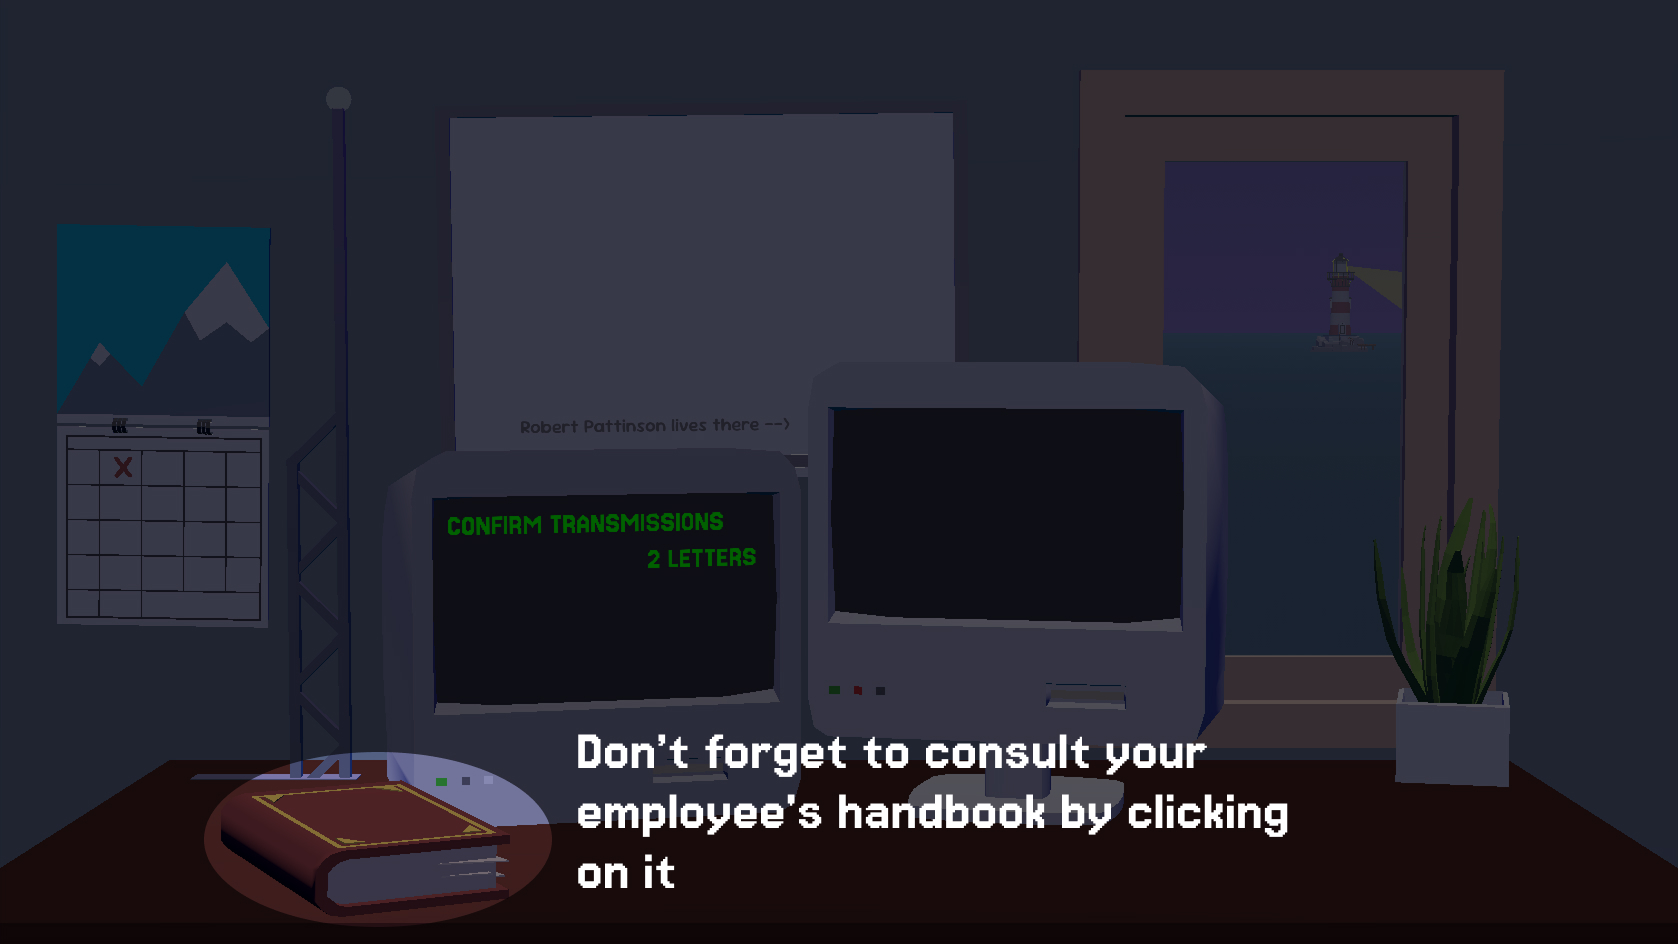 X
Robert Pattinson lives there -->
CONFIRM TRANSMISSIONS
2 LETTERS
Don't forget to consult your
employee's handbook by clicking
on it